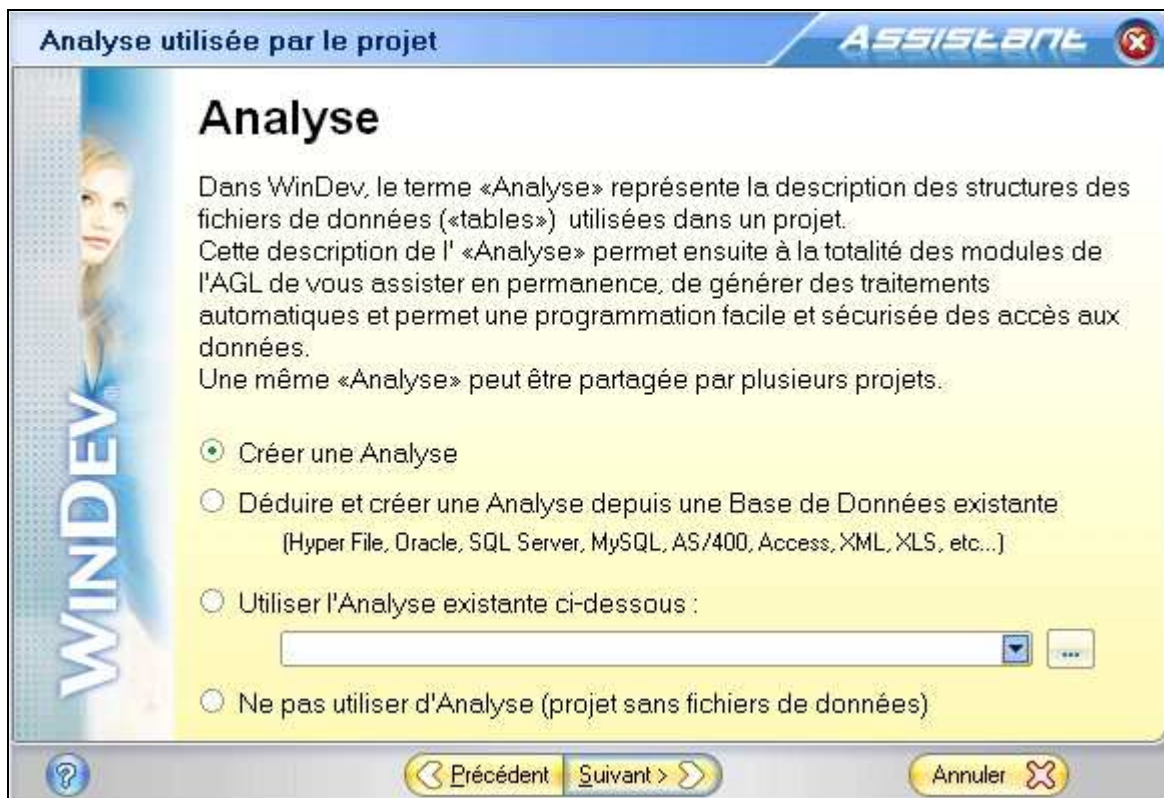 Analyse utilisée par le projet
Assistant
Analyse
Dans WinDev, le terme «Analyse» représente la description des structures des
fichiers de données («tables») utilisées dans un projet.
Cette description de l' «Analyse» permet ensuite à la totalité des modules de
l'AGL de vous assister en permanence, de générer des traitements
automatiques et permet une programmation facile et sécurisée des accès aux
données.
Une même «Analyse» peut être partagée par plusieurs projets.
Créer une Analyse
Déduire et créer une Analyse depuis une Base de Données existante
(Hyper File, Oracle, SQL Server, MySQL, AS/400, Access, XML, XLS, etc...)
Utiliser l'Analyse existante ci-dessous :
...
Ne pas utiliser d'Analyse (projet sans fichiers de données)
WINDEV
?
Précédent
Suivant >
Annuler